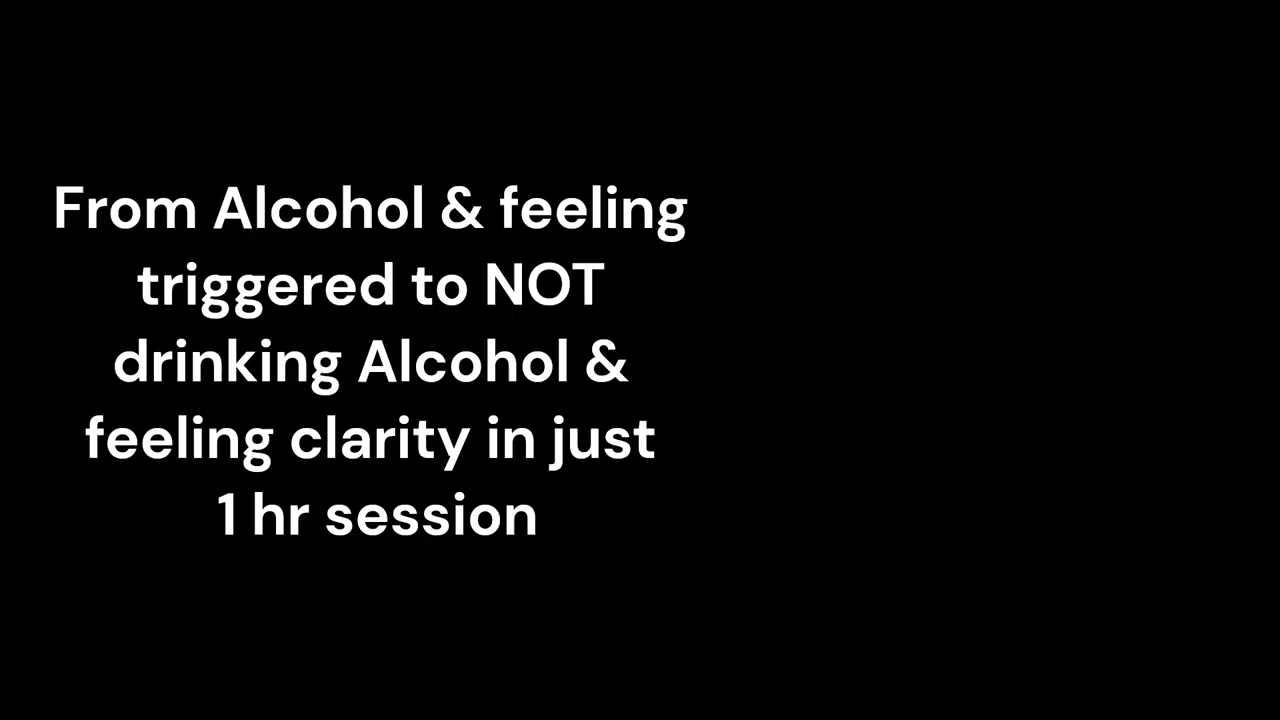 From Alcohol & feeling
triggered to NOT
drinking Alcohol &
feeling clarity in just
1 hr session